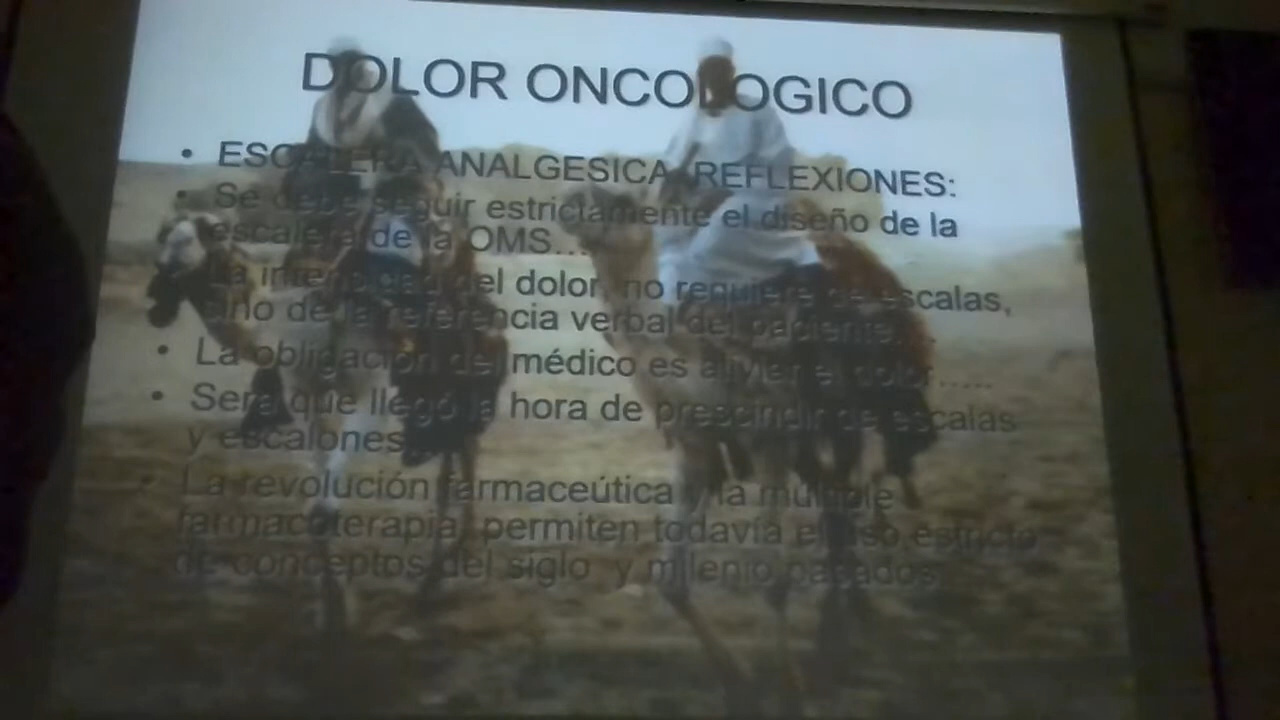 DOLOR ONCOLOGICO
• ESCALERA ANALGESICA, REFLEXIONES:
• Se debe seguir estrictamente el diseño de la
escalera de la OMS....
La intensidad del dolor, no requiere de escalas,
sino de la referencia verbal del paciente....
• La obligación del médico es aliviar el dolor.....
• Será que llegó la hora de prescindir de escalas
y escalones
• La revolución farmaceútica y la múltiple
farmacoterapia, permiten todavía el uso estricto
de conceptos del siglo y milenio pasados